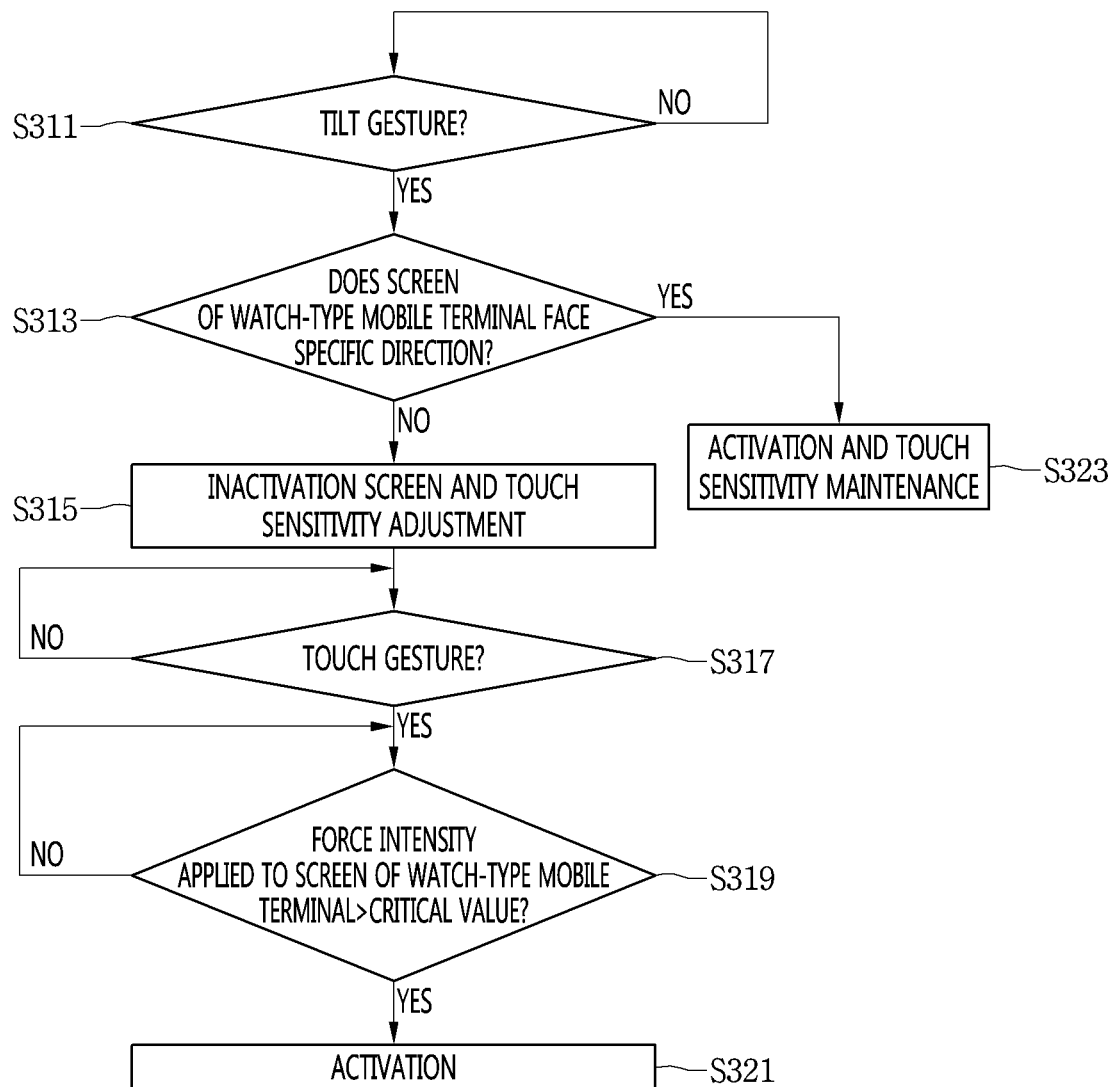 NO
S311
TILT GESTURE?
YES
DOES SCREEN
OF WATCH-TYPE MOBILE TERMINAL FACE
SPECIFIC DIRECTION?
S313
YES
NO
ACTIVATION AND TOUCH
SENSITIVITY MAINTENANCE
S323
S315
INACTIVATION SCREEN AND TOUCH
SENSITIVITY ADJUSTMENT
NO
TOUCH GESTURE?
S317
YES
NO
FORCE INTENSITY
APPLIED TO SCREEN OF WATCH-TYPE MOBILE
TERMINAL>CRITICAL VALUE?
S319
YES
ACTIVATION
S321